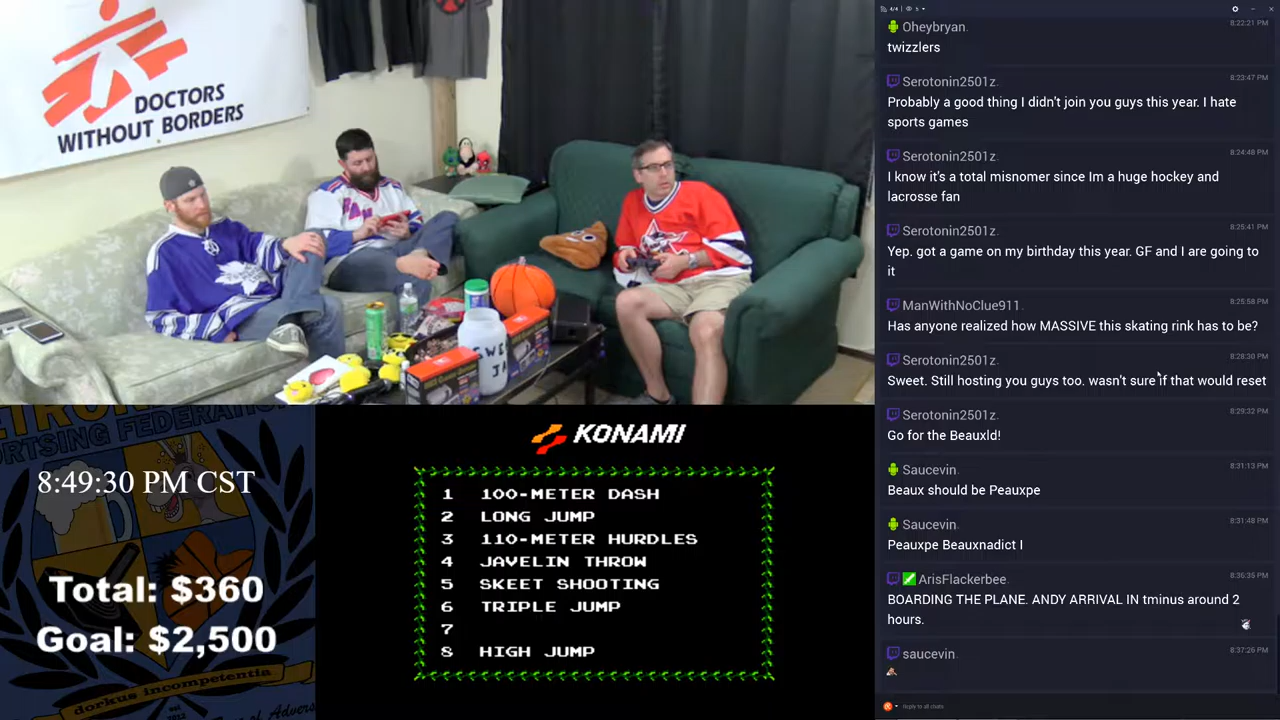 DOCTORS
WITHOUT BORDERS
8:49:30 PM CST
Total: $360
Goal: $2,500
dorkus incompetentia
KONAMI
1 100-METER DASH
2 LONG JUMP
3 110-METER HURDLES
4 JAVELIN THROW
5 SKEET SHOOTING
6 TRIPLE JUMP
7
8 HIGH JUMP
4/4
Oheybryan. 8:22:21 PM
twizzlers
Serotonin2501z. 8:23:47 PM
Probably a good thing I didn't join you guys this year. I hate
sports games
Serotonin2501z. 8:24:48 PM
I know it's a total misnomer since Im a huge hockey and
lacrosse fan
Serotonin2501z. 8:25:41 PM
Yep. got a game on my birthday this year. GF and I are going to
it
ManWithNoClue911. 8:25:58 PM
Has anyone realized how MASSIVE this skating rink has to be?
Serotonin2501z. 8:28:30 PM
Sweet. Still hosting you guys too. wasn't sure if that would reset
Serotonin2501z. 8:29:32 PM
Go for the Beauxld!
Saucevin. 8:31:13 PM
Beaux should be Peauxpe
Saucevin. 8:31:48 PM
Peauxpe Beauxnadict I
ArisFlackerbee. 8:36:35 PM
BOARDING THE PLANE. ANDY ARRIVAL IN tminus around 2
hours.
saucevin. 8:37:26 PM
Reply to all chats